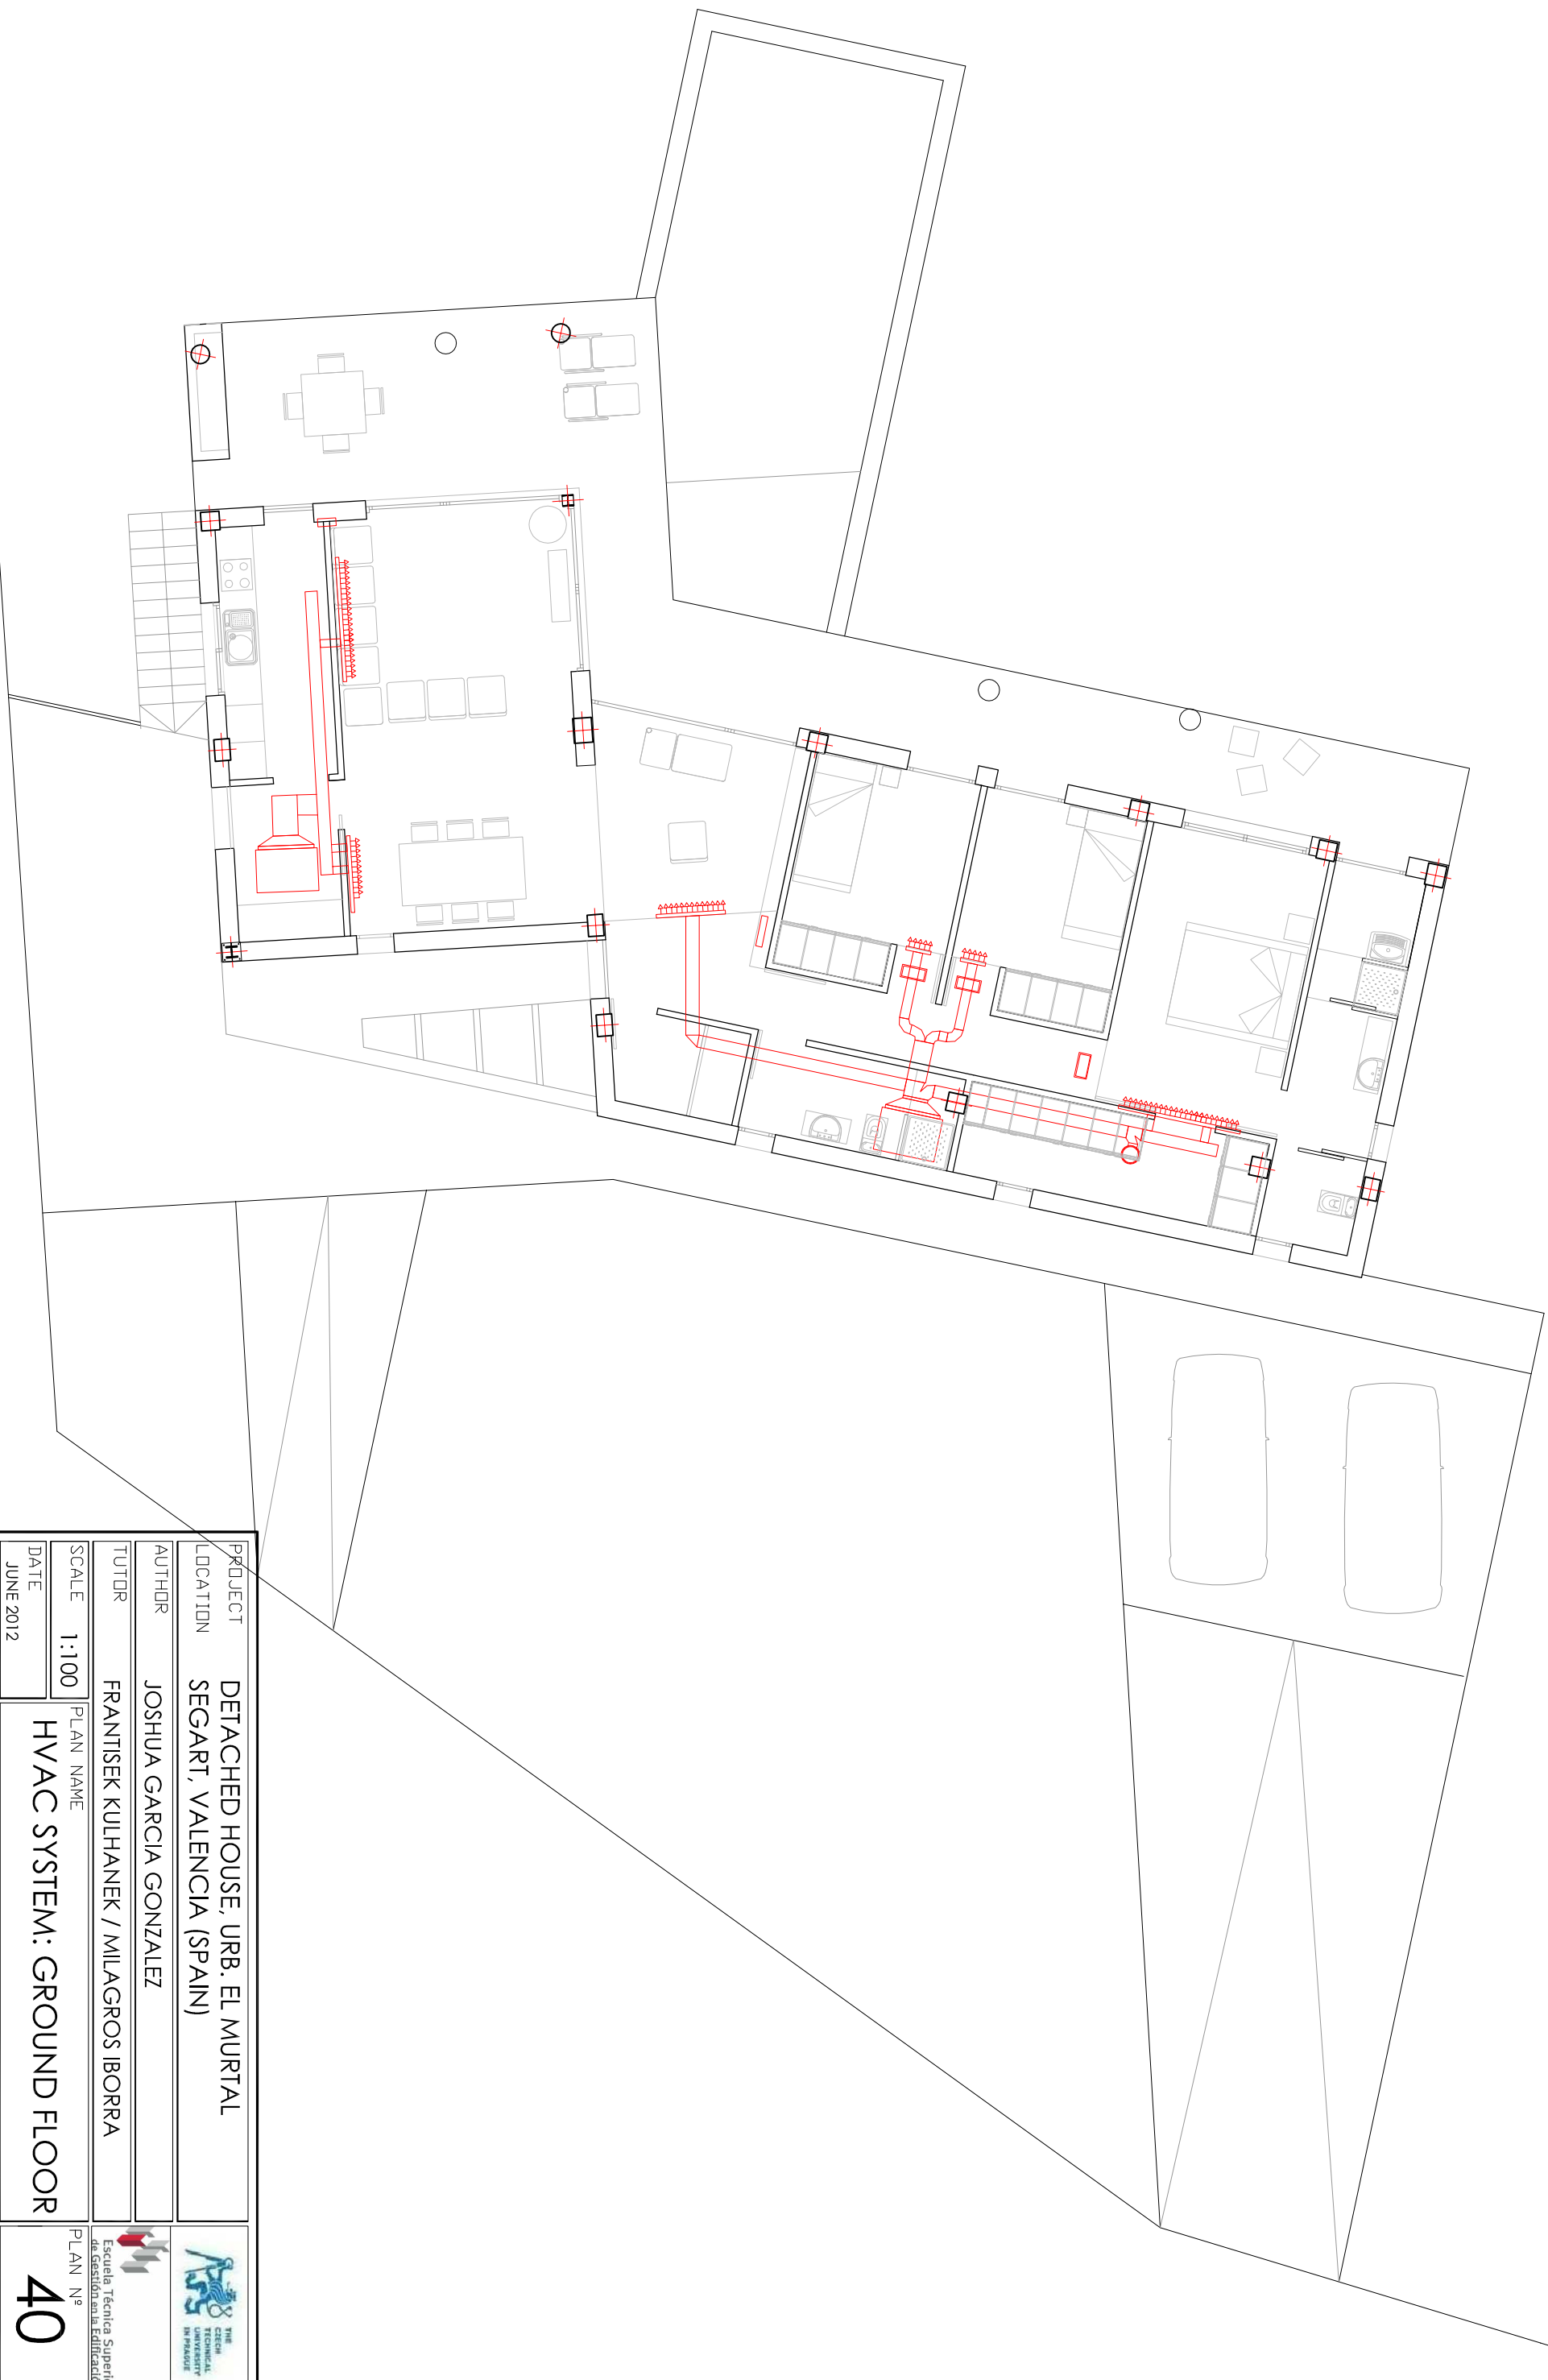 PROJECT
LOCATION
DETACHED HOUSE, URB. EL MURTAL
SEGART, VALENCIA (SPAIN)
AUTHOR
JOSHUA GARCIA GONZALEZ
TUTOR
FRANTISEK KULHANEK / MILAGROS IBORRA
SCALE
1:100
DATE
JUNE 2012
PLAN NAME
HVAC SYSTEM: GROUND FLOOR
THE
CZECH
TECHNICAL
UNIVERSITY
IN PRAGUE
Escuela Técnica Superi
de Gestión en la Edificació
PLAN Nº
40